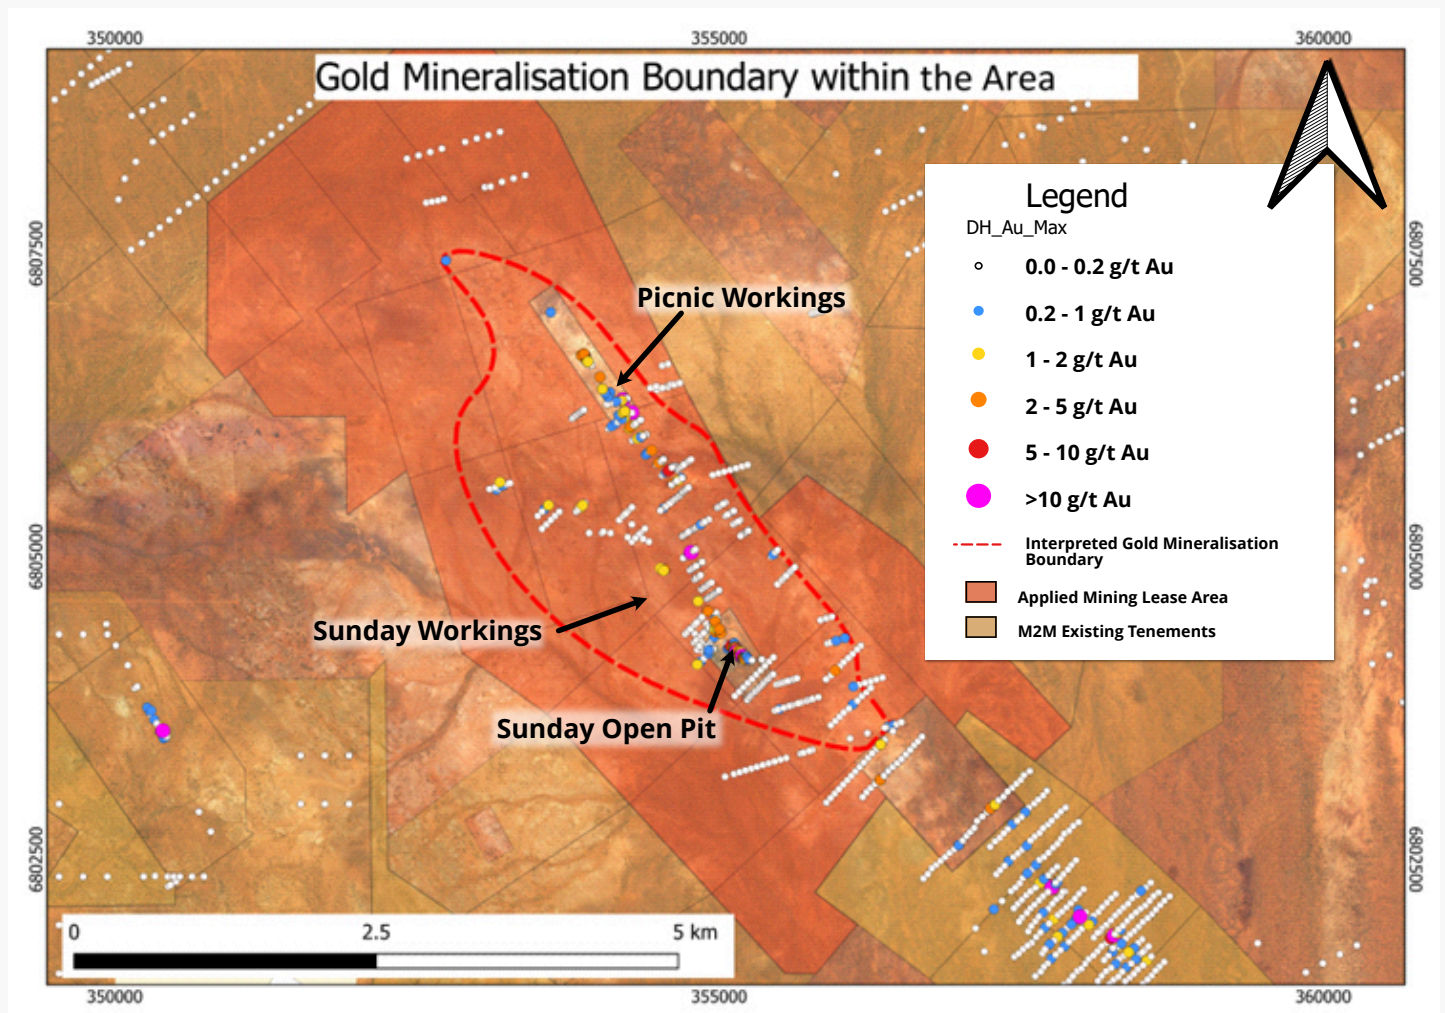 350000
355000
360000
Gold Mineralisation Boundary within the Area
Legend
DH_Au_Max
0.0 - 0.2 g/t Au
0.2 - 1 g/t Au
1 - 2 g/t Au
2 - 5 g/t Au
5 - 10 g/t Au
>10 g/t Au
Interpreted Gold Mineralisation
Boundary
Applied Mining Lease Area
M2M Existing Tenements
6807500
6807500
Picnic Workings
6805000
6805000
Sunday Workings
Sunday Open Pit
6802500
6802500
0 2.5 5 km
350000
355000
360000